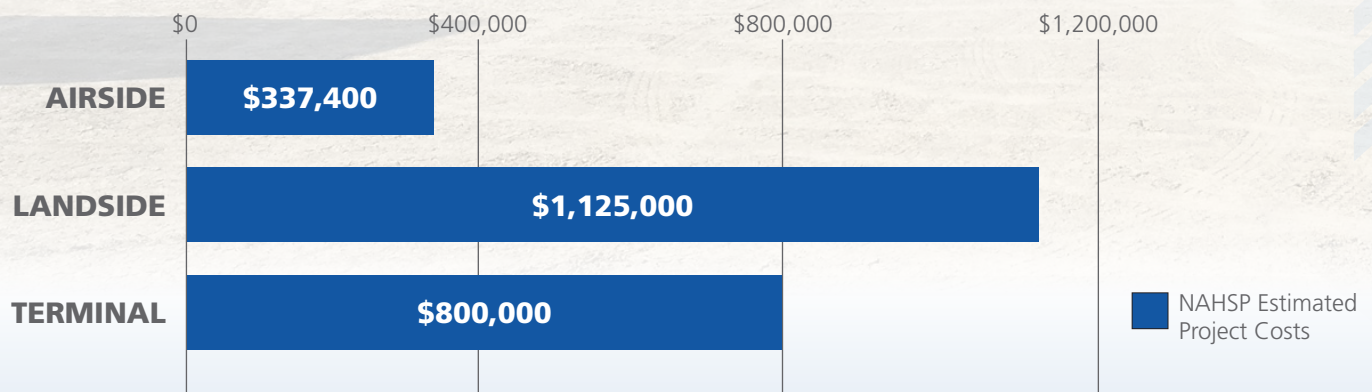 $0 $400,000 $800,000 $1,200,000
AIRSIDE $337,400
LANDSIDE $1,125,000
TERMINAL $800,000
NAHSP Estimated
Project Costs